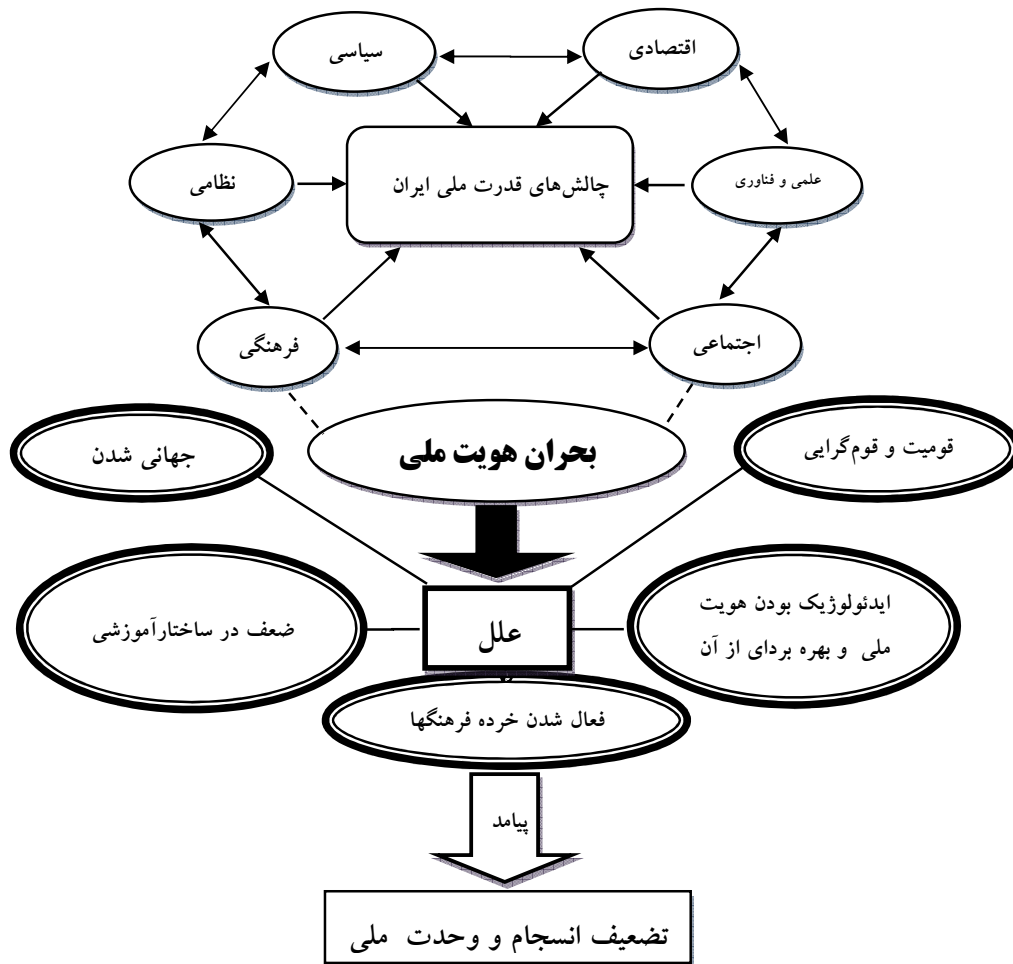 اقتصادی
سیاسی
چالش‌های قدرت ملی ایران
علمی و فناوری
نظامی
اجتماعی
فرهنگی
قومیت و قوم‌گرایی
بحران هویت ملی
جهانی شدن
ایدئولوژیک بودن هویت
ملی و بهره بردای از آن
علل
ضعف در ساختارآموزشی
فعال شدن خرده فرهنگها
پیامد
تضعیف انسجام و وحدت ملی